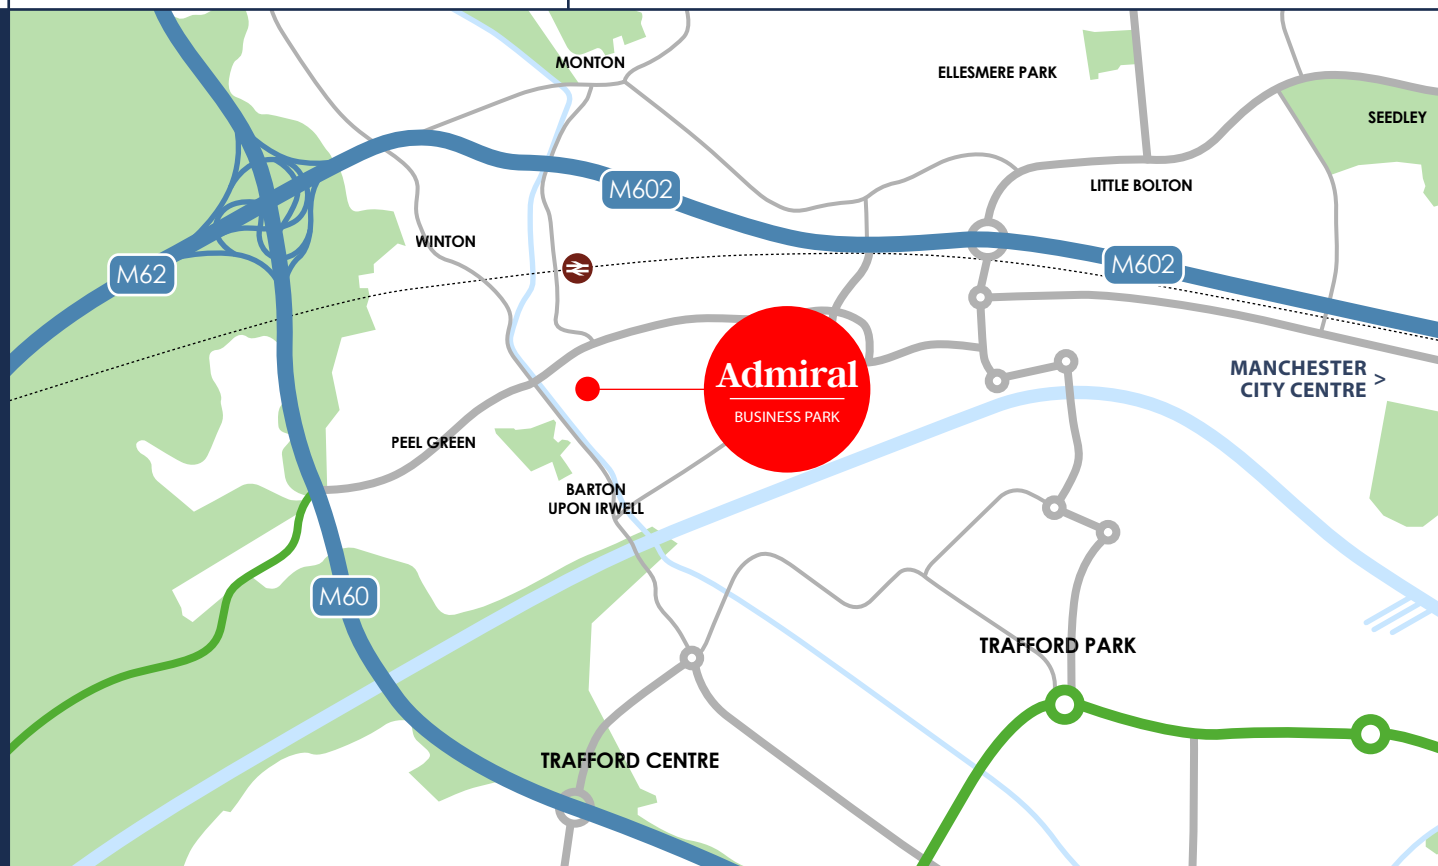 MONTON
ELLESMERE PARK
SEEDLEY
M602
LITTLE BOLTON
WINTON
M62
M602
Admiral
BUSINESS PARK
MANCHESTER
CITY CENTRE >
PEEL GREEN
BARTON
UPON IRWELL
M60
TRAFFORD PARK
TRAFFORD CENTRE